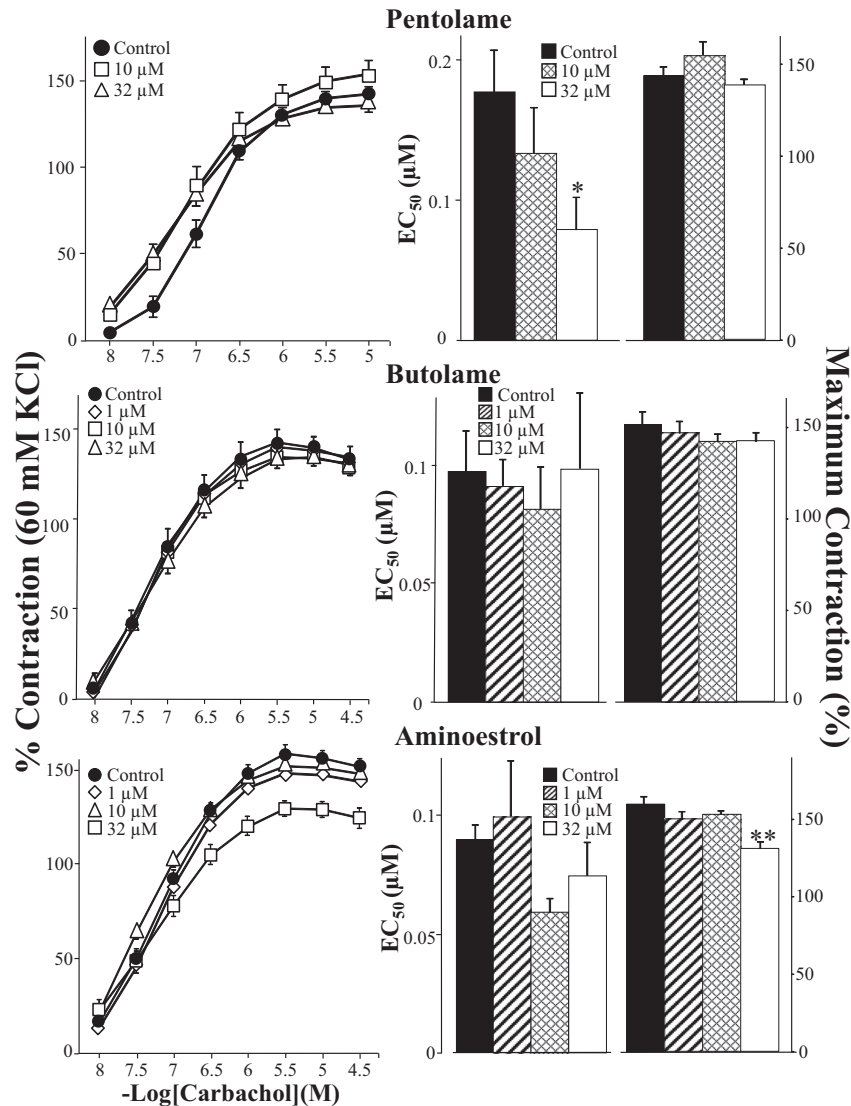 Pentolame
Control
10 µM
32 µM
150
100
50
0
8 7.5 7 6.5 6 5.5 5
0.2
0.1
0
EC50 (µM)
*
Control
10 µM
32 µM
150
100
50
0
% Contraction (60 mM KCl)
Maximum Contraction (%)
Butolame
Control
1 µM
10 µM
32 µM
150
100
50
0
8 7.5 7 6.5 6 5.5 5 4.5
0.1
0.05
0
EC50 (µM)
Control
1 µM
10 µM
32 µM
150
100
50
0
Aminoestrol
Control
1 µM
10 µM
32 µM
150
100
50
0
8 7.5 7 6.5 6 5.5 5 4.5
-Log[Carbachol](M)
0.1
0.05
0
EC50 (µM)
Control
1 µM
10 µM
32 µM
**
150
100
50
0